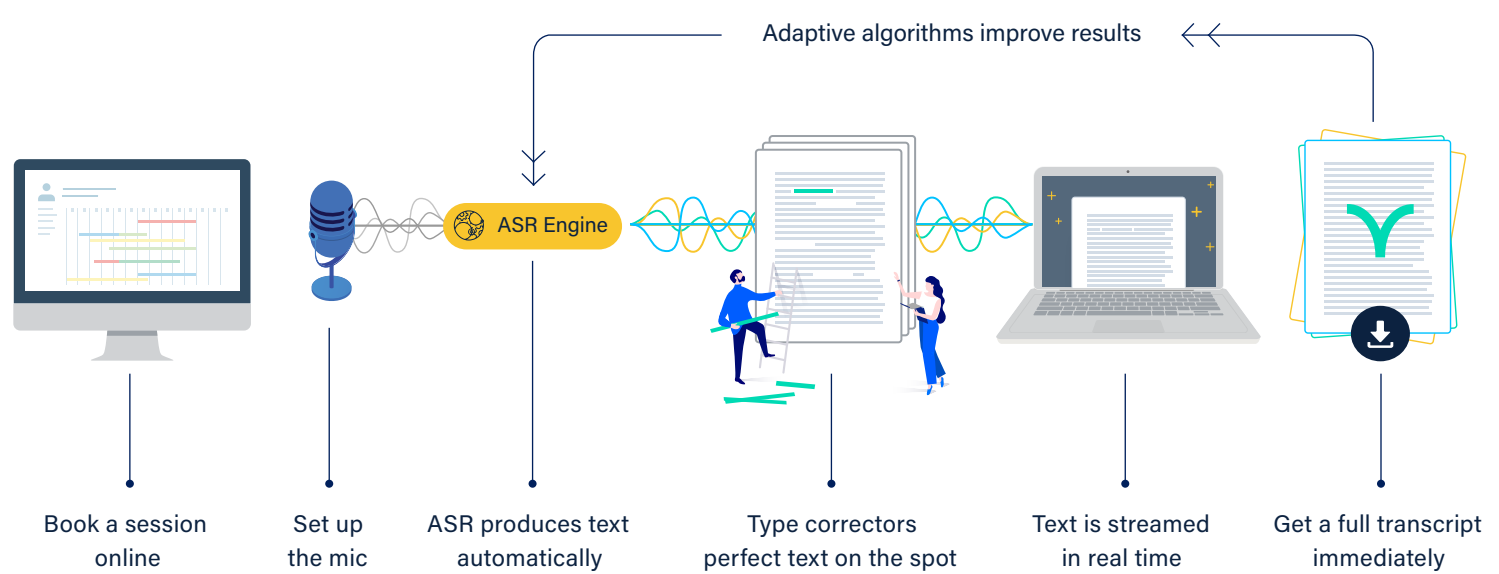 Adaptive algorithms improve results
ASR Engine
Book a session
online
Set up
the mic
ASR produces text
automatically
Type correctors
perfect text on the spot
Text is streamed
in real time
Get a full transcript
immediately